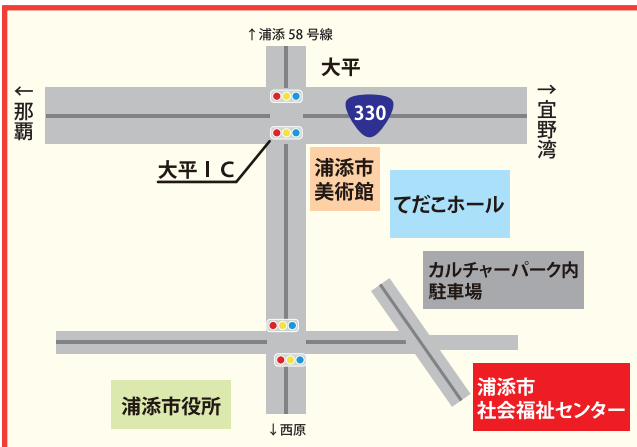 ↑浦添58号線
大平
←那覇
330
→宜野湾
大平IC
浦添市
美術館
てだこホール
カルチャーパーク内
駐車場
浦添市役所
浦添市
社会福祉センター
↓西原